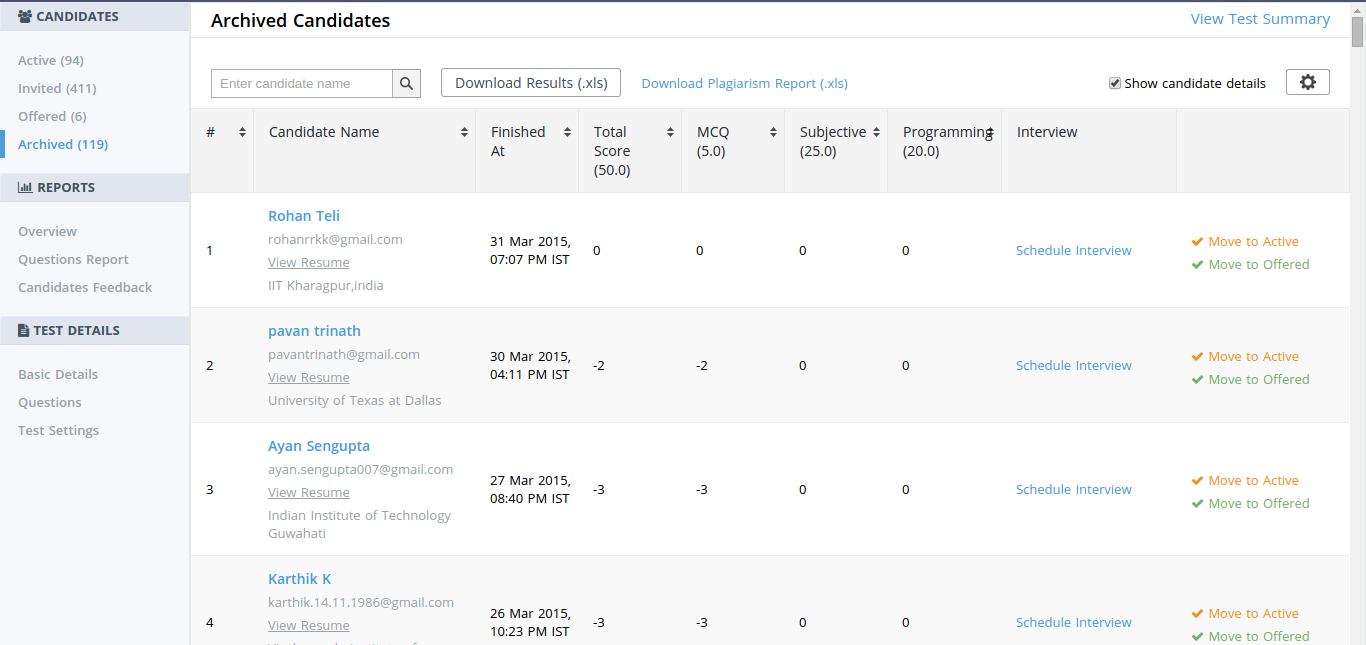 CANDIDATES
Active (94)
Invited (411)
Offered (6)
Archived (119)
REPORTS
Overview
Questions Report
Candidates Feedback
TEST DETAILS
Basic Details
Questions
Test Settings
Archived Candidates
View Test Summary
Enter candidate name
Download Results (.xls)
Download Plagiarism Report (.xls)
Show candidate details
#
Candidate Name
Finished
At
Total
Score
(50.0)
MCQ
(5.0)
Subjective
(25.0)
Programming
(20.0)
Interview
1
Rohan Teli
rohanrrkk@gmail.com
View Resume
IIT Kharagpur,india
31 Mar 2015,
07:07 PM IST
0
0
0
0
Schedule Interview
Move to Active
Move to Offered
2
pavan trinath
pavantrinath@gmail.com
View Resume
University of Texas at Dallas
30 Mar 2015,
04:11 PM IST
-2
-2
0
0
Schedule Interview
Move to Active
Move to Offered
3
Ayan Sengupta
ayan.sengupta007@gmail.com
View Resume
Indian Institute of Technology
Guwahati
27 Mar 2015,
08:40 PM IST
-3
-3
0
0
Schedule Interview
Move to Active
Move to Offered
4
Karthik K
karthik.14.11.1986@gmail.com
View Resume
26 Mar 2015,
10:23 PM IST
-3
-3
0
0
Schedule Interview
Move to Active
Move to Offered